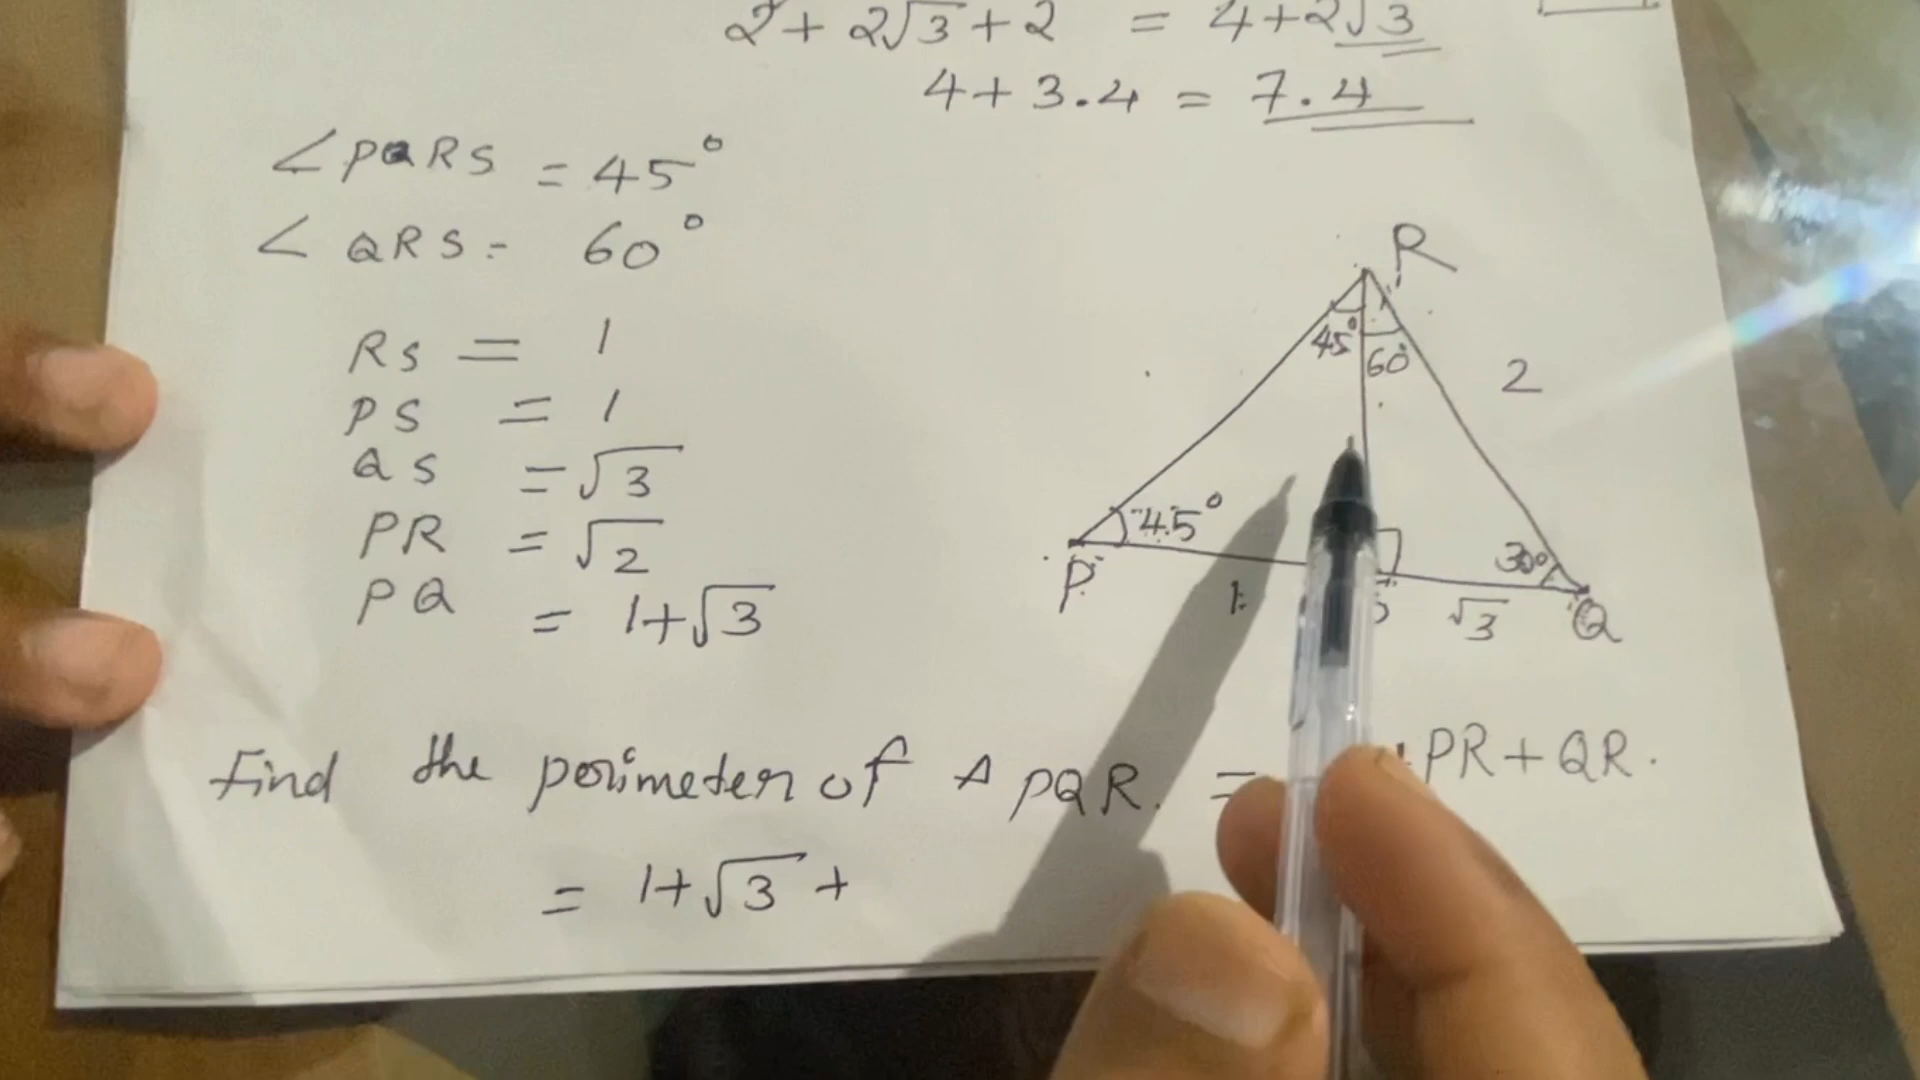 2 + 2√3 + 2 = 4+2√3
4 + 3.4 = 7.4
∠PRS = 45°
∠QRS = 60°
RS = 1
PS = 1
QS = √3
PR = √2
PQ = 1+√3
R
45°
60°
2
45°
30°
P
1
√3
Q
Find the perimeter of △ PQR. = PR + QR.
= 1+√3 +